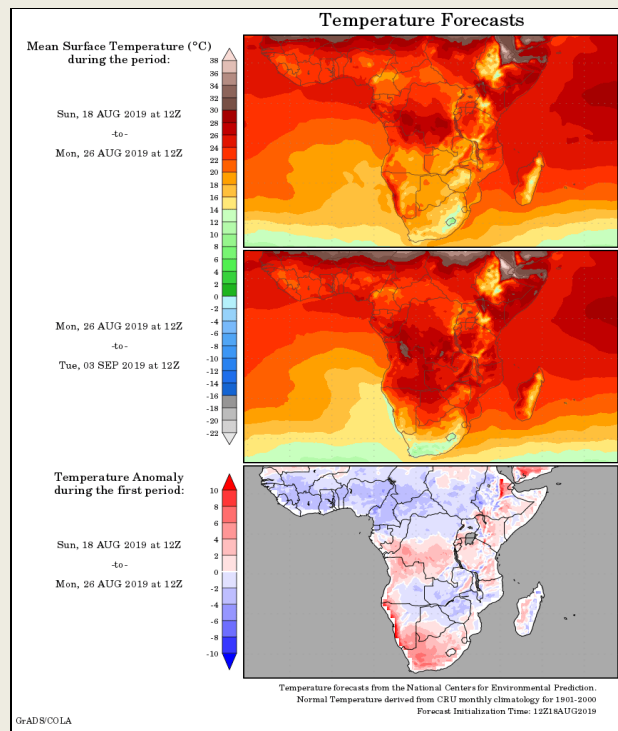 Temperature Forecasts
Mean Surface Temperature (°C)
during the period:
Sun, 18 AUG 2019 at 12Z
-to-
Mon, 26 AUG 2019 at 12Z
38
36
34
32
30
28
26
24
22
20
18
16
14
12
10
8
6
4
2
0
-2
-4
-6
-8
-10
-12
-14
-16
-18
-20
-22
Mon, 26 AUG 2019 at 12Z
-to-
Tue, 03 SEP 2019 at 12Z
Temperature Anomaly
during the first period:
Sun, 18 AUG 2019 at 12Z
-to-
Mon, 26 AUG 2019 at 12Z
10
8
6
4
2
0
-2
-4
-6
-8
-10
Temperature forecasts from the National Centers for Environmental Prediction.
Normal Temperature derived from CRU monthly climatology for 1901-2000
Forecast Initialization Time: 12Z18AUG2019
GrADS/COLA